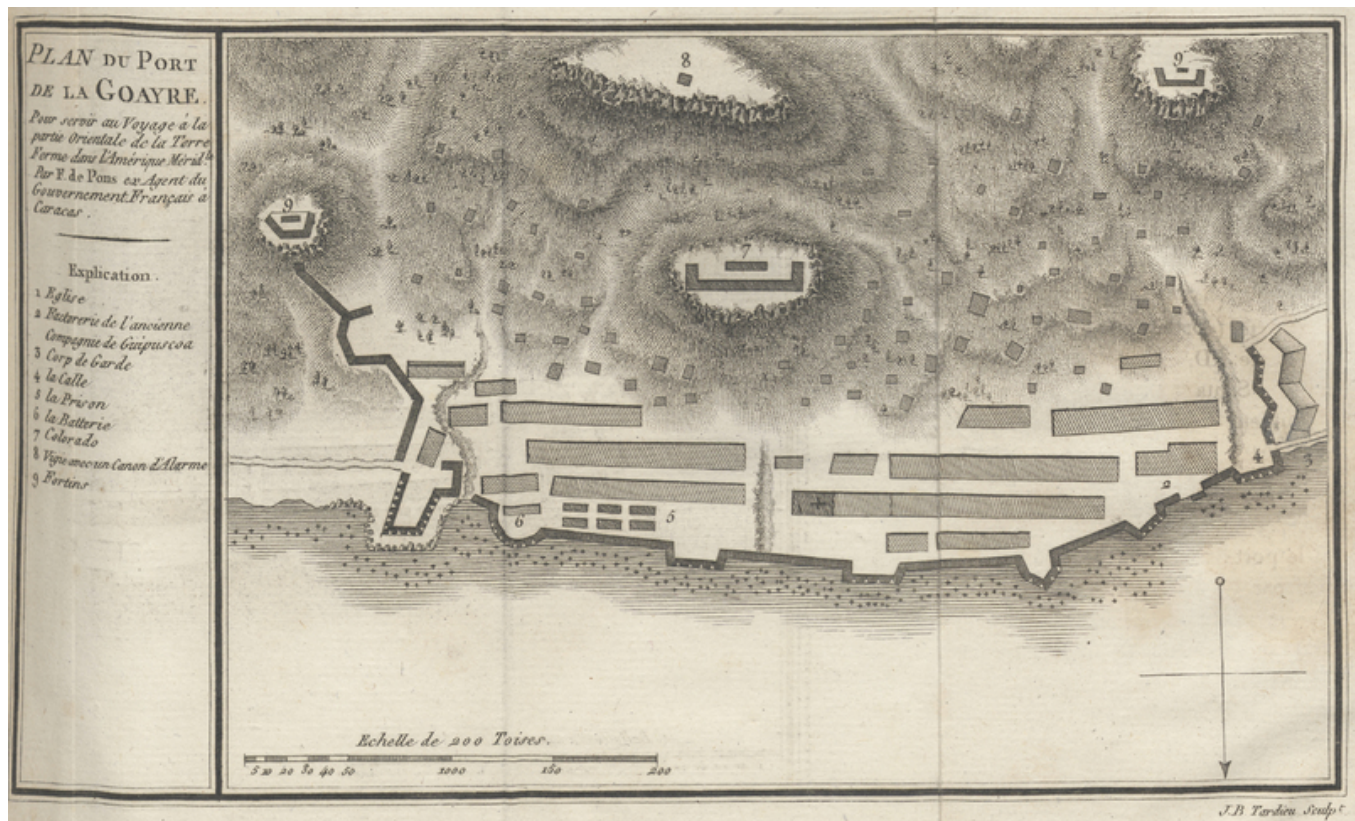 PLAN DU PORT
DE LA GOAYRE.
Pour servir au Voyage à la
partie Orientale de la Terre
Ferme dans l'Amérique Mérid.le
Par F. de Pons ex Agent du
Gouvernement Français à
Caracas.
Explication.
1 Eglise
2 Factorerie de l'ancienne
Compagnie de Guipuscoa
3 Corp de Garde
4 la Calle
5 la Prison
6 la Batterie
7 Colorado
8 Vigie avec un Canon d'Alarme
9 Fortins
8
9
9
7
4
3
2
6
5
1
Echelle de 200 Toises.
5 10 20 30 40 50 1000 150 200
J.B Tardieu Sculp.t